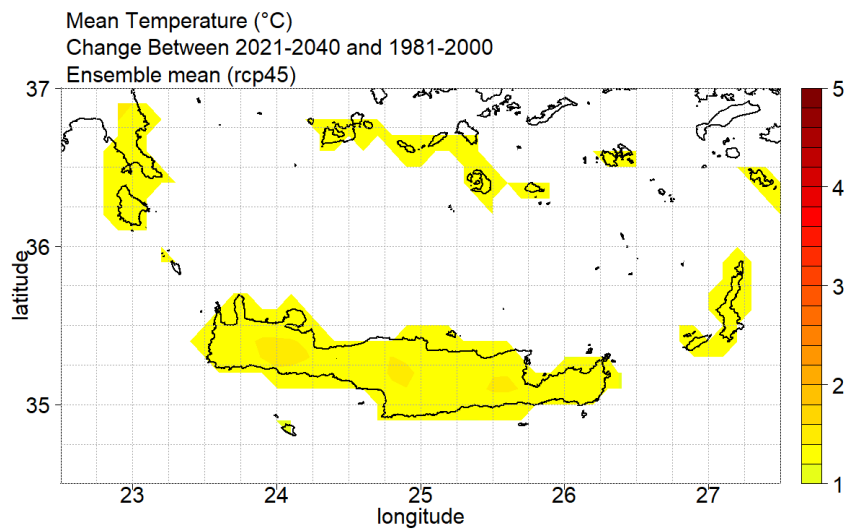 Mean Temperature (°C)
Change Between 2021-2040 and 1981-2000
Ensemble mean (rcp45)
37
36
35
latitude
23
24
25
26
27
longitude
5
4
3
2
1